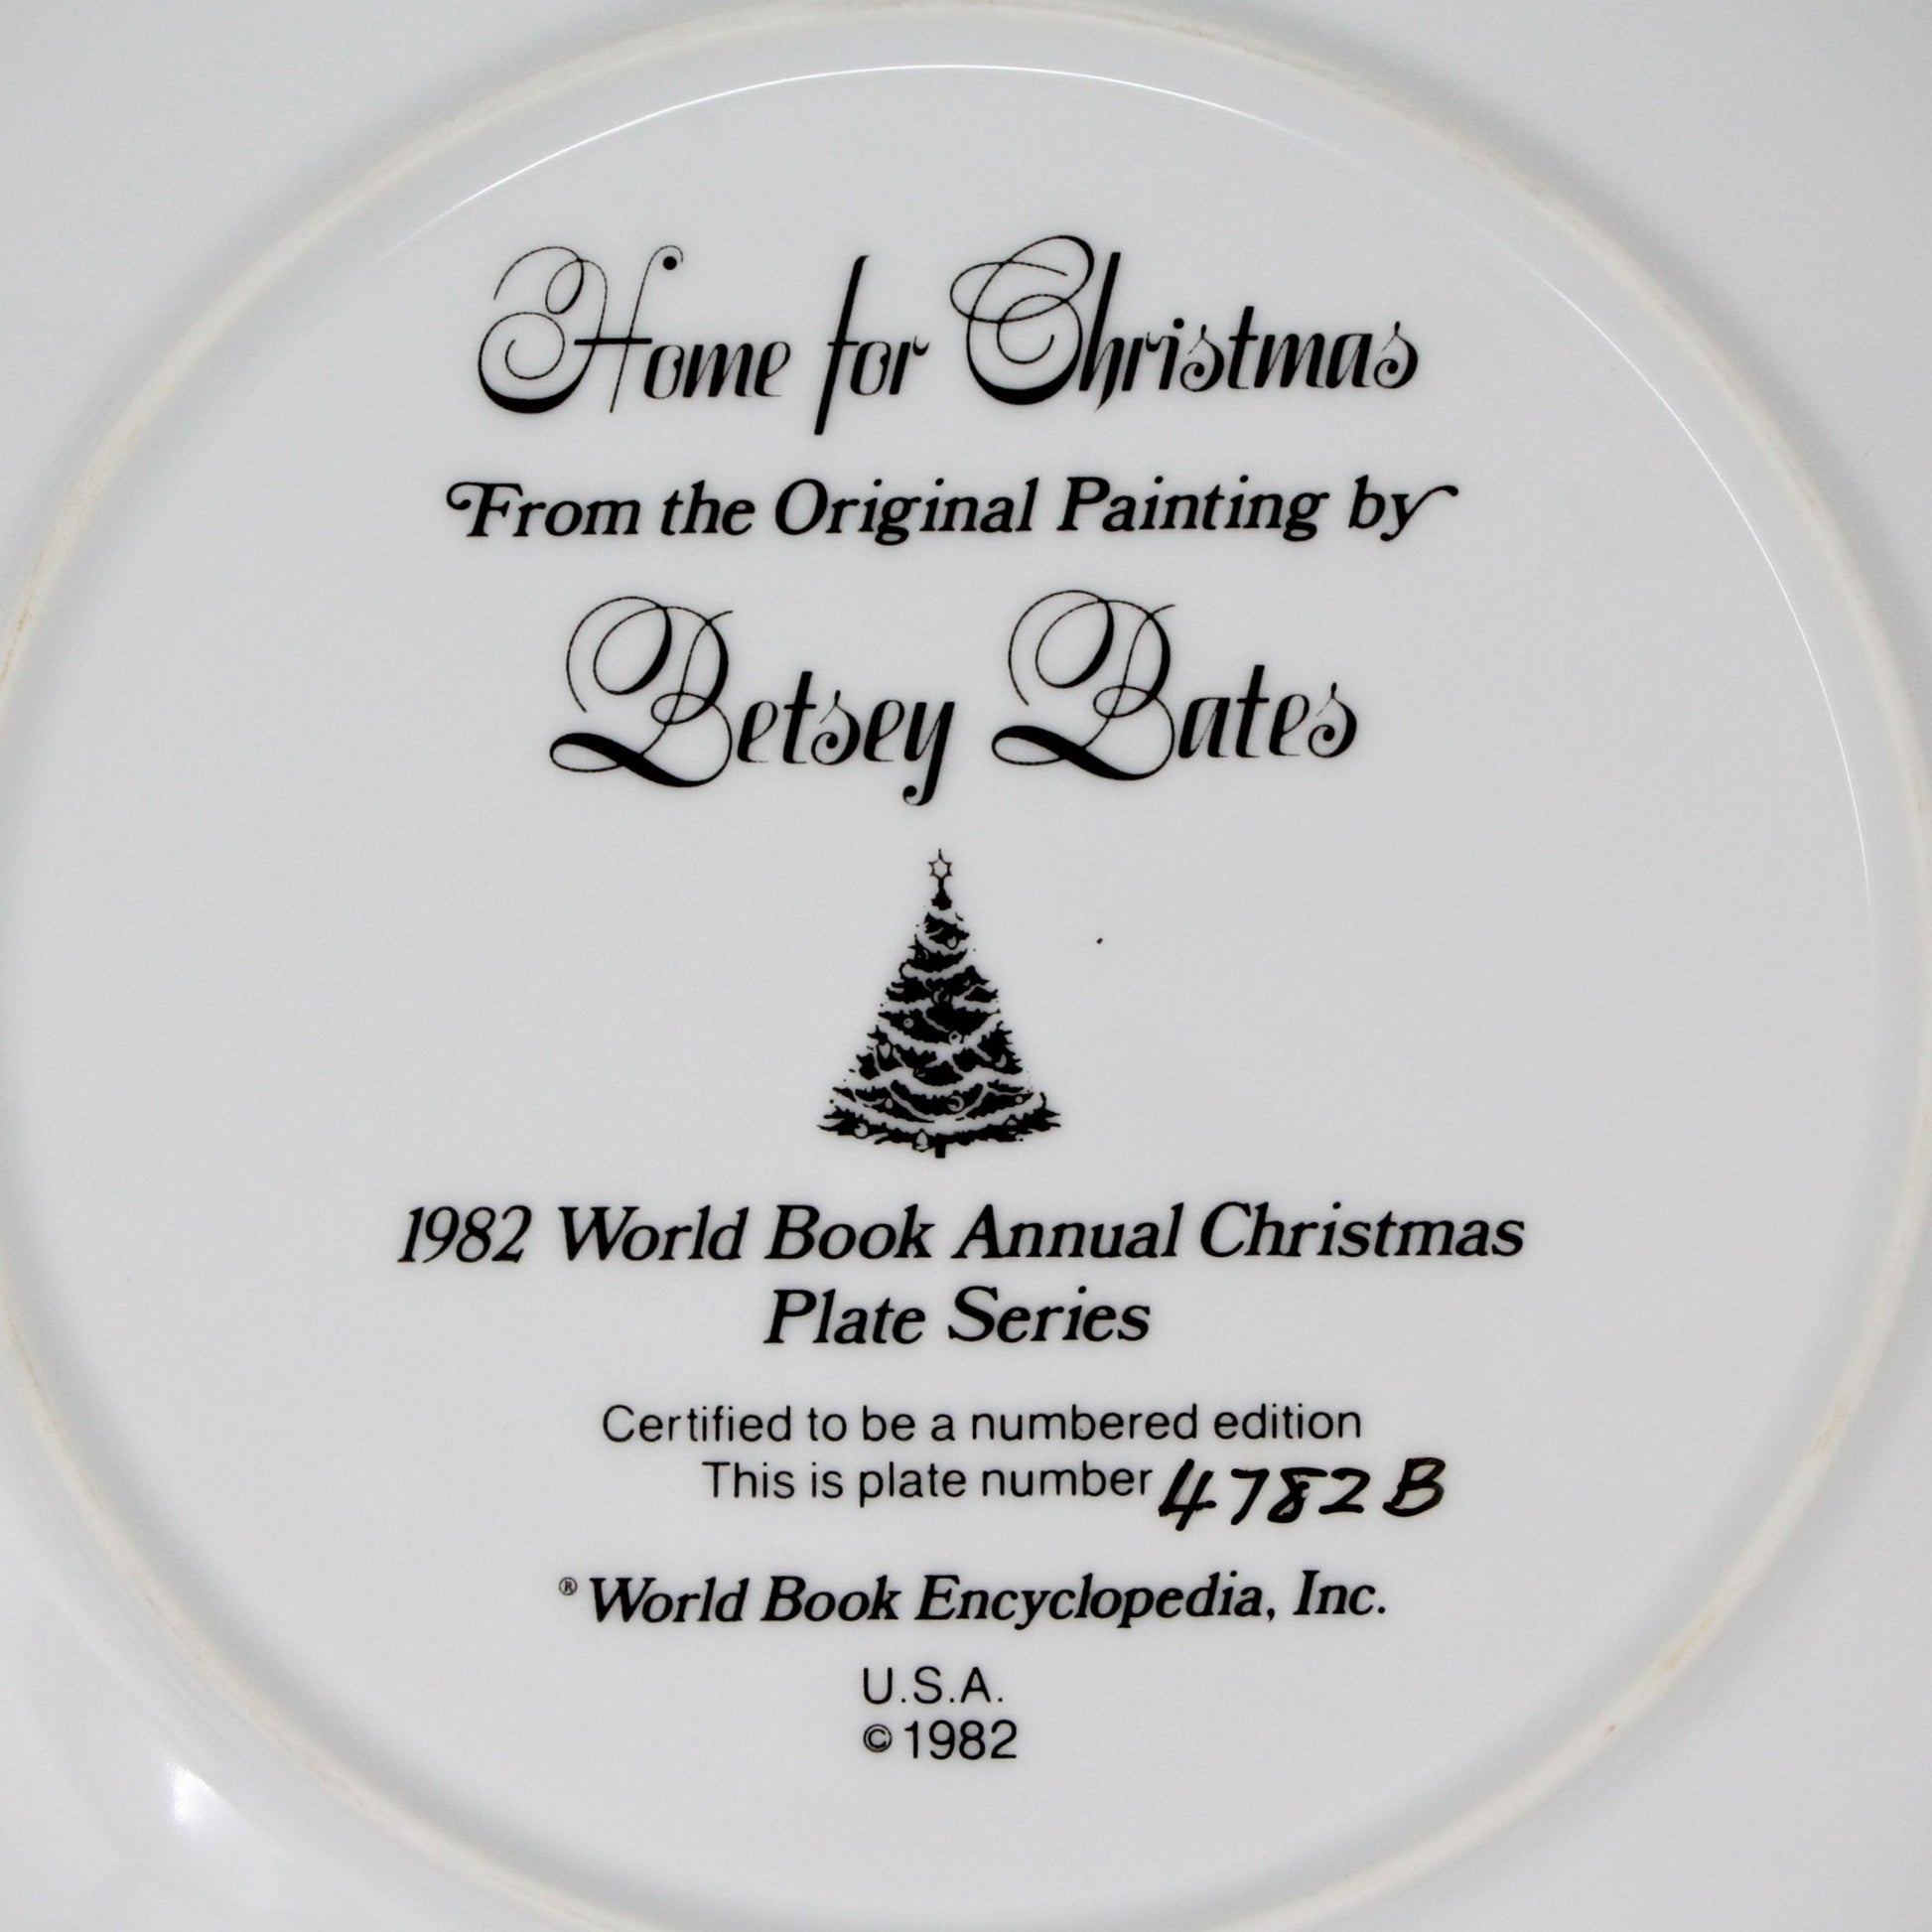 Home for Christmas
From the Original Painting by
Betsey Bates
1982 World Book Annual Christmas
Plate Series
Certified to be a numbered edition
This is plate number 4782 B
® World Book Encyclopedia, Inc.
U.S.A.
© 1982